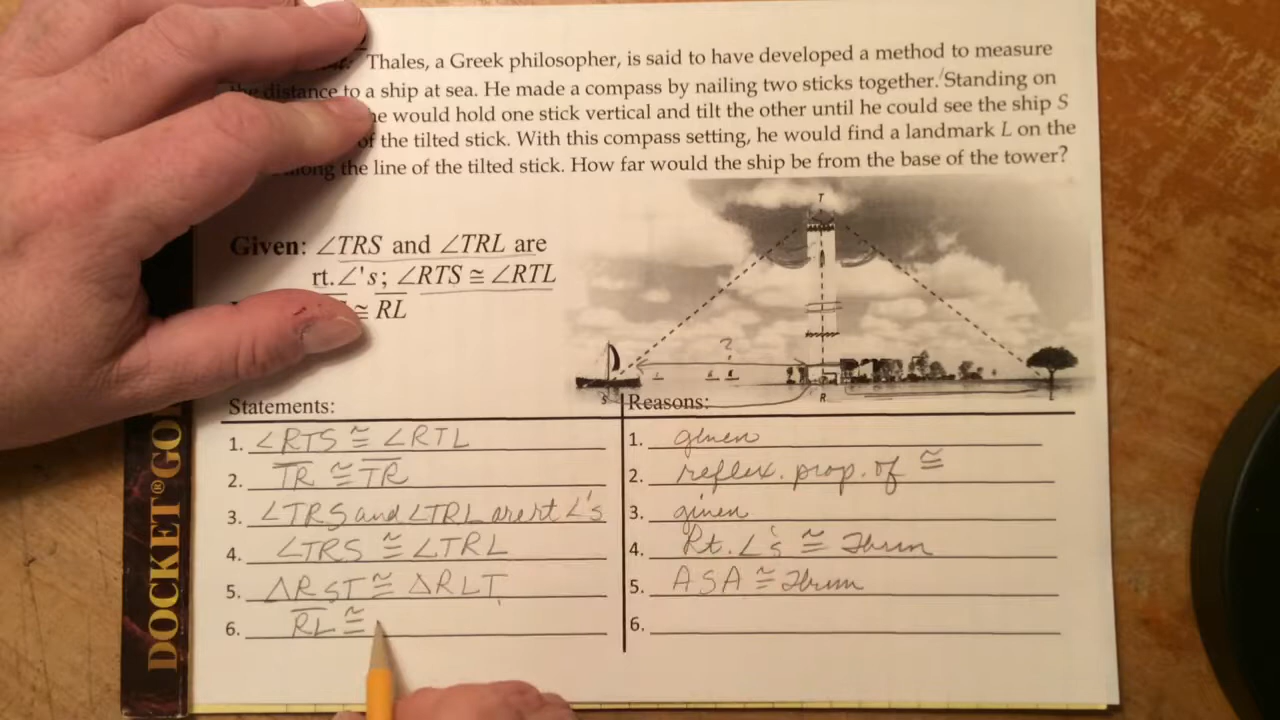 Thales, a Greek philosopher, is said to have developed a method to measure
the distance to a ship at sea. He made a compass by nailing two sticks together. Standing on
he would hold one stick vertical and tilt the other until he could see the ship S
of the tilted stick. With this compass setting, he would find a landmark L on the
along the line of the tilted stick. How far would the ship be from the base of the tower?
Given: ∠TRS and ∠TRL are
rt.∠'s; ∠RTS ≅ ∠RTL
≅ RL
T
?
S
R
L
Statements:
Reasons:
1. ∠RTS ≅ ∠RTL
1. given
2. TR ≅ TR
2. reflex. prop. of ≅
3. ∠TRS and ∠TRL are rt ∠'s
3. given
4. ∠TRS ≅ ∠TRL
4. Rt. ∠'s ≅ Thrm
5. △RST ≅ △RLT
5. ASA ≅ Thrm
6. RL ≅
6.
DOCKET® GO